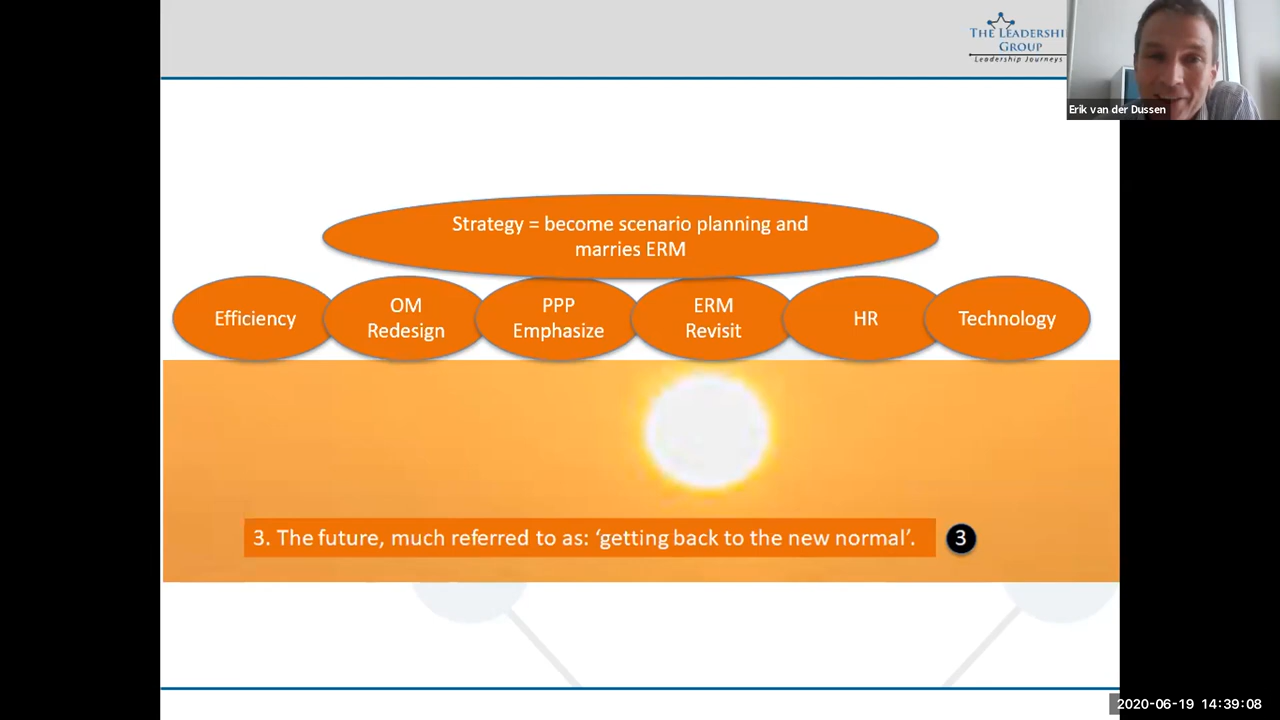 THE LEADERSHI
GROUP
Leadership Journeys
Erik van der Dussen
Strategy = become scenario planning and
marries ERM
Efficiency
OM
Redesign
PPP
Emphasize
ERM
Revisit
HR
Technology
3. The future, much referred to as: ‘getting back to the new normal’.
3
2020-06-19 14:39:08